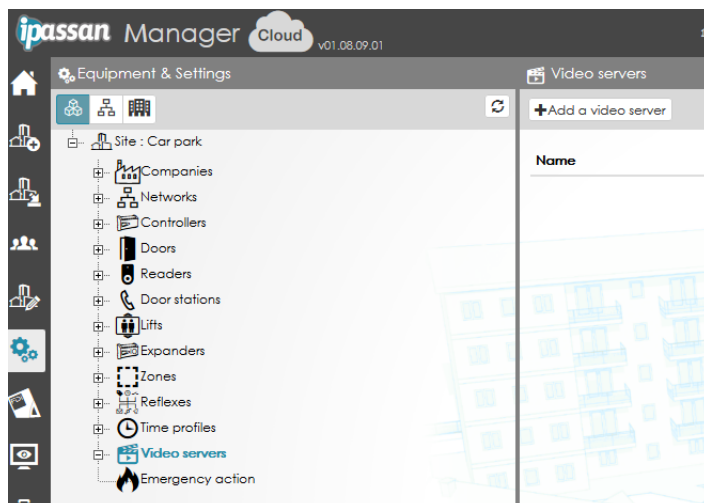 ipassan Manager Cloud v01.08.09.01
Equipment & Settings
Video servers
Add a video server
Site : Car park
Name
Companies
Networks
Controllers
Doors
Readers
Door stations
Lifts
Expanders
Zones
Reflexes
Time profiles
Video servers
Emergency action